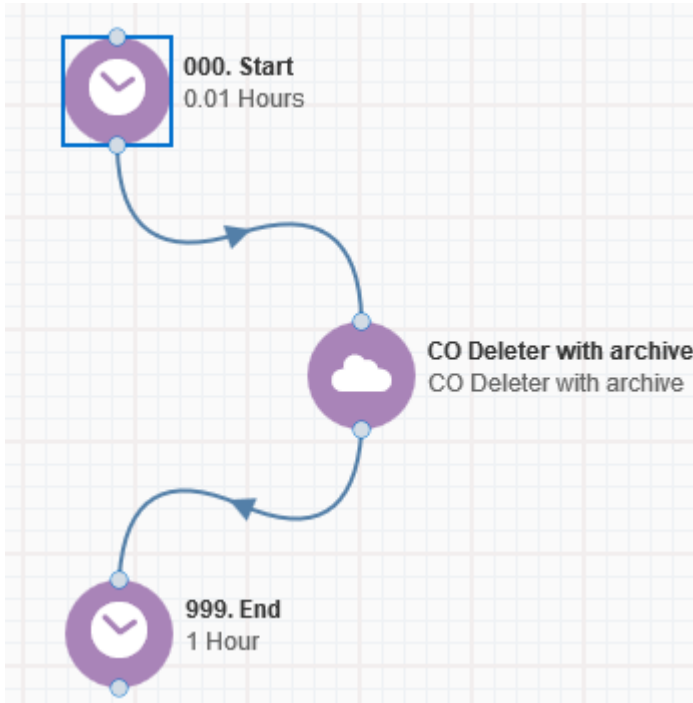 000. Start
0.01 Hours
CO Deleter with archive
CO Deleter with archive
999. End
1 Hour